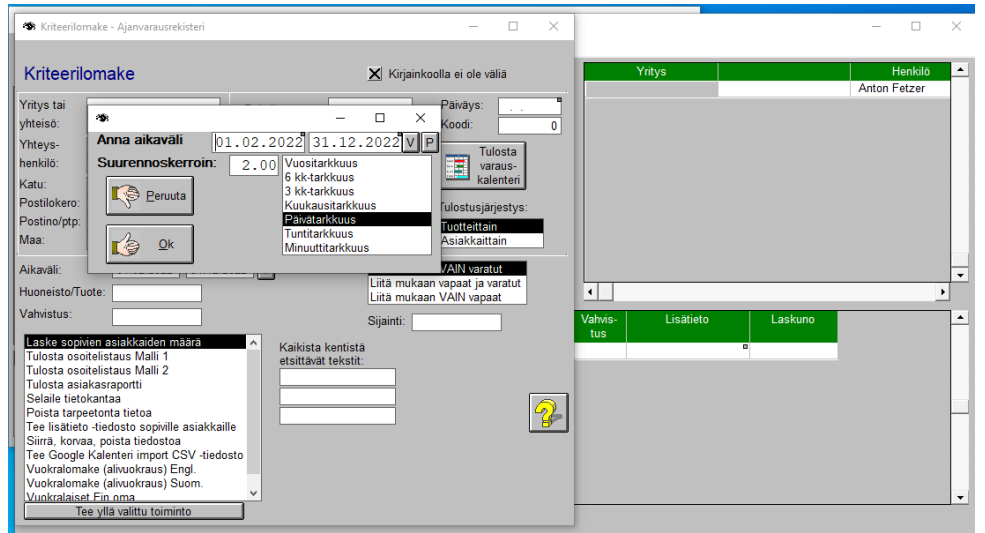 Kriteerilomake - Ajanvarausrekisteri
Kriteerilomake
Kirjainkoolla ei ole väliä
Yritys tai
yhteisö:
Yhteys-
henkilö:
Katu:
Postilokero:
Postino/ptp:
Maa:
Päiväys: . .
Koodi: 0
Tulosta
varaus-
kalenteri
Tulostusjärjestys:
Tuotteittain
Asiakkaittain
Anna aikaväli 01.02.2022 31.12.2022 V P
Suurennoskerroin: 2.00
Vuositarkkuus
6 kk-tarkkuus
3 kk-tarkkuus
Kuukausitarkkuus
Päivätarkkuus
Tuntitarkkuus
Minuuttitarkkuus
Peruuta
Ok
Aikaväli:
Huoneisto/Tuote:
Vahvistus:
VAIN varatut
Liitä mukaan vapaat ja varatut
Liitä mukaan VAIN vapaat
Sijainti:
Laske sopivien asiakkaiden määrä
Tulosta osoitelistaus Malli 1
Tulosta osoitelistaus Malli 2
Tulosta asiakasraportti
Selaile tietokantaa
Poista tarpeetonta tietoa
Tee lisätieto -tiedosto sopiville asiakkaille
Siirrä, korvaa, poista tiedostoa
Tee Google Kalenteri import CSV -tiedosto
Vuokralomake (alivuokraus) Engl.
Vuokralomake (alivuokraus) Suom.
Vuokralaiset Fin oma
Tee yllä valittu toiminto
Kaikista kentistä
etsittävät tekstit:
Yritys Henkilö
Anton Fetzer
Vahvis-
tus
Lisätieto
Laskuno